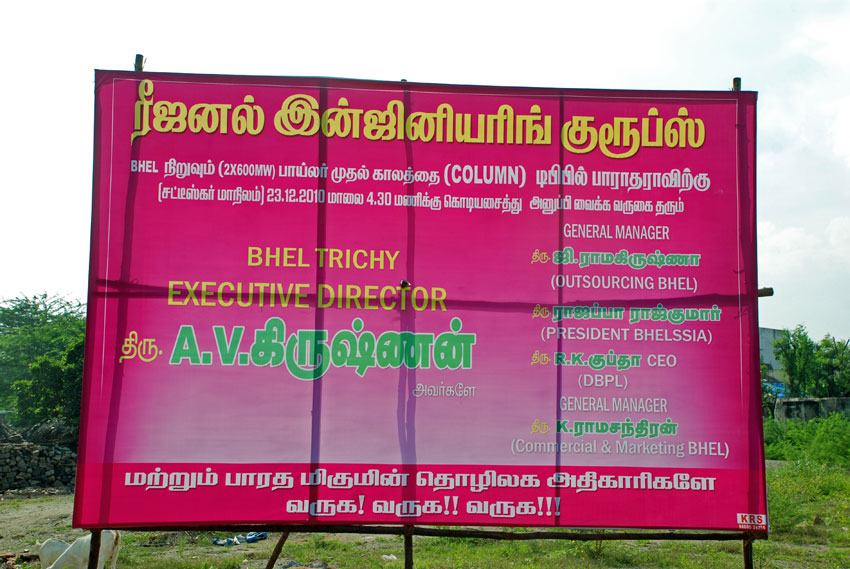 ரீஜனல் இன்ஜினியரிங் குரூப்ஸ்
BHEL நிறுவும் (2X600MW) பாய்லர் முதல் காலத்தை (COLUMN) டிபிபில் பாராதராவிற்கு
(சட்டீஸ்கர் மாநிலம்) 23.12.2010 மாலை 4.30 மணிக்கு கொடியசைத்து அனுப்பி வைக்க வருகை தரும்
BHEL TRICHY
EXECUTIVE DIRECTOR
திரு. A.V.கிருஷ்ணன்
அவர்களே
GENERAL MANAGER
திரு. ஜி.ராமகிருஷ்ணா
(OUTSOURCING BHEL)
திரு. ராஜப்பா ராஜ்குமார்
(PRESIDENT BHELSSIA)
திரு. R.K.குப்தா CEO
(DBPL)
GENERAL MANAGER
திரு. K.ராமசந்திரன்
(Commercial & Marketing BHEL)
மற்றும் பாரத மிகுமின் தொழிலக அதிகாரிகளே
வருக! வருக!! வருக!!!
KRS